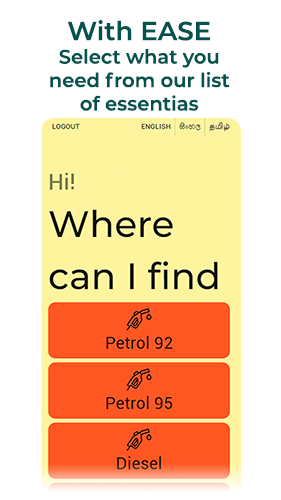 With EASE
Select what you
need from our list
of essentias
LOGOUT ENGLISH සිංහල தமிழ்
Hi!
Where
can I find
Petrol 92
Petrol 95
Diesel